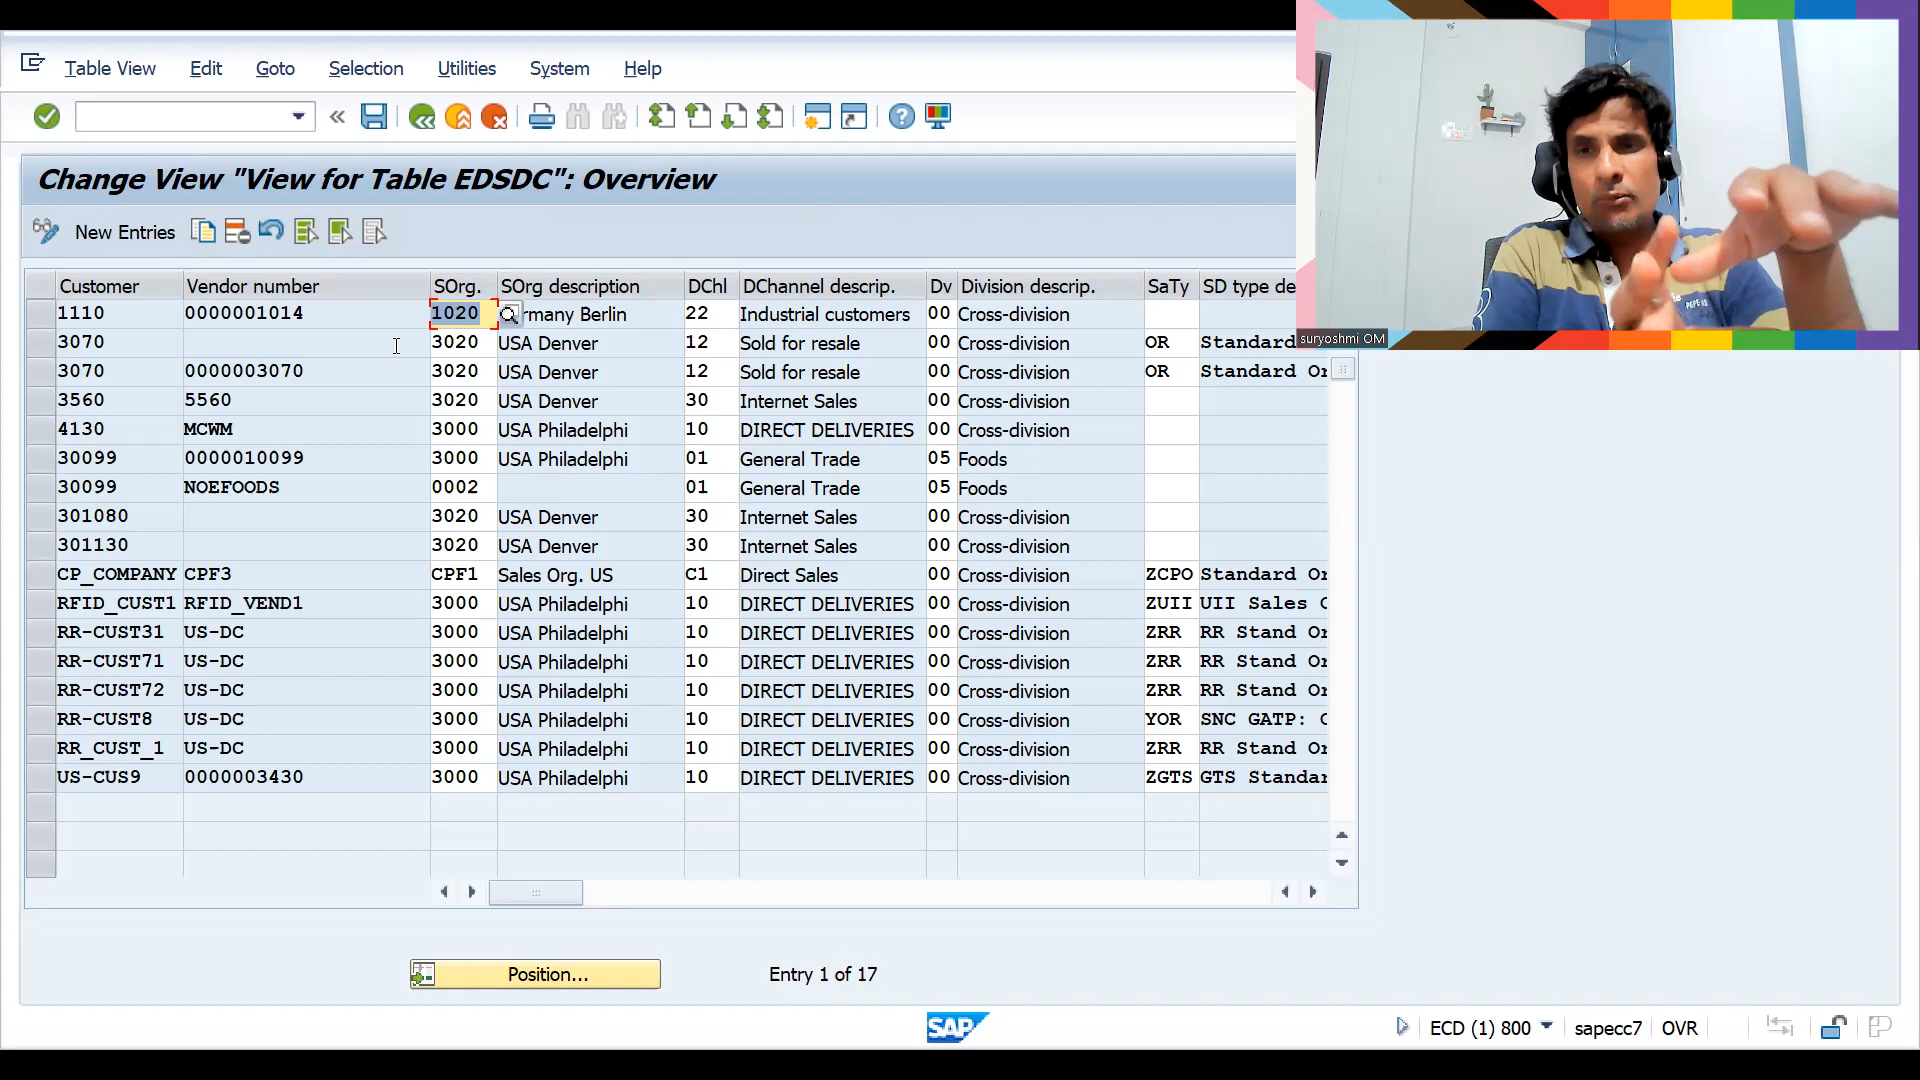 Table View Edit Goto Selection Utilities System Help
Change View "View for Table EDSDC": Overview
New Entries
Customer Vendor number SOrg. SOrg description DChl DChannel descrip. Dv Division descrip. SaTy SD type de
1110 0000001014 1020 rmany Berlin 22 Industrial customers 00 Cross-division
3070 3020 USA Denver 12 Sold for resale 00 Cross-division OR Standard O
3070 0000003070 3020 USA Denver 12 Sold for resale 00 Cross-division OR Standard Or
3560 5560 3020 USA Denver 30 Internet Sales 00 Cross-division
4130 MCWM 3000 USA Philadelphi 10 DIRECT DELIVERIES 00 Cross-division
30099 0000010099 3000 USA Philadelphi 01 General Trade 05 Foods
30099 NOEFOODS 0002 01 General Trade 05 Foods
301080 3020 USA Denver 30 Internet Sales 00 Cross-division
301130 3020 USA Denver 30 Internet Sales 00 Cross-division
CP_COMPANY CPF3 CPF1 Sales Org. US C1 Direct Sales 00 Cross-division ZCPO Standard Or
RFID_CUST1 RFID_VEND1 3000 USA Philadelphi 10 DIRECT DELIVERIES 00 Cross-division ZUII UII Sales O
RR-CUST31 US-DC 3000 USA Philadelphi 10 DIRECT DELIVERIES 00 Cross-division ZRR RR Stand Or
RR-CUST71 US-DC 3000 USA Philadelphi 10 DIRECT DELIVERIES 00 Cross-division ZRR RR Stand Or
RR-CUST72 US-DC 3000 USA Philadelphi 10 DIRECT DELIVERIES 00 Cross-division ZRR RR Stand Or
RR-CUST8 US-DC 3000 USA Philadelphi 10 DIRECT DELIVERIES 00 Cross-division YOR SNC GATP: C
RR_CUST_1 US-DC 3000 USA Philadelphi 10 DIRECT DELIVERIES 00 Cross-division ZRR RR Stand Or
US-CUS9 0000003430 3000 USA Philadelphi 10 DIRECT DELIVERIES 00 Cross-division ZGTS GTS Standar
Position... Entry 1 of 17
SAP
ECD (1) 800 sapecc7 OVR
suryoshmi OM